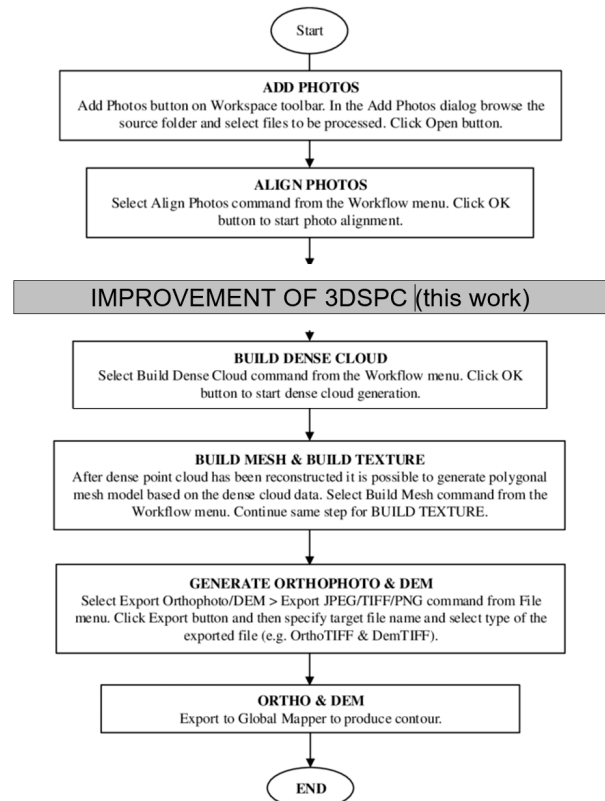 Start
ADD PHOTOS
Add Photos button on Workspace toolbar. In the Add Photos dialog browse the
source folder and select files to be processed. Click Open button.
ALIGN PHOTOS
Select Align Photos command from the Workflow menu. Click OK
button to start photo alignment.
IMPROVEMENT OF 3DSPC (this work)
BUILD DENSE CLOUD
Select Build Dense Cloud command from the Workflow menu. Click OK
button to start dense cloud generation.
BUILD MESH & BUILD TEXTURE
After dense point cloud has been reconstructed it is possible to generate polygonal
mesh model based on the dense cloud data. Select Build Mesh command from the
Workflow menu. Continue same step for BUILD TEXTURE.
GENERATE ORTHOPHOTO & DEM
Select Export Orthophoto/DEM > Export JPEG/TIFF/PNG command from File
menu. Click Export button and then specify target file name and select type of the
exported file (e.g. OrthoTIFF & DemTIFF).
ORTHO & DEM
Export to Global Mapper to produce contour.
END